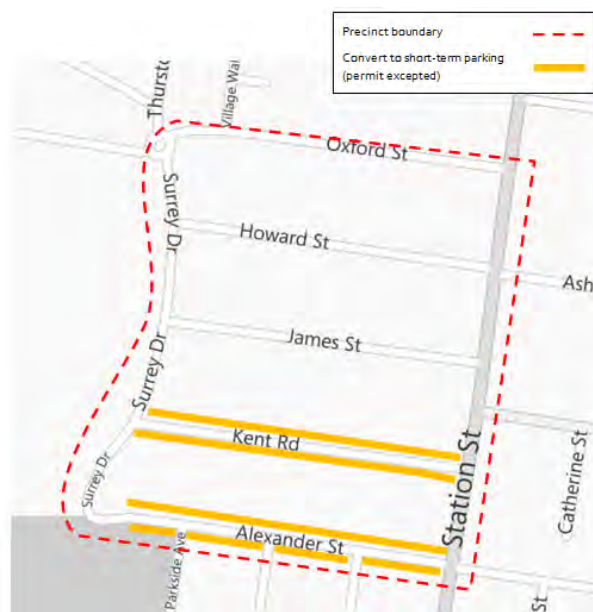 Precinct boundary
Convert to short-term parking
(permit excepted)
Thurst
Village Wal
Oxford St
Surrey Dr
Howard St
Ash
James St
Surrey Dr
Kent Rd
Station St
Catherine St
Surrey Dr
Alexander St
Parkside Ave
St